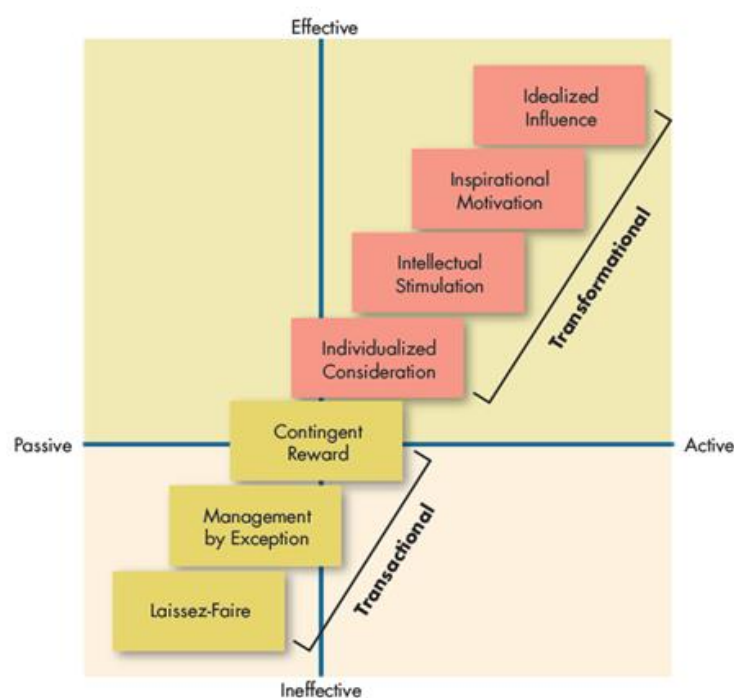 Effective
Idealized
Influence
Inspirational
Motivation
Intellectual
Stimulation
Transformational
Individualized
Consideration
Contingent
Reward
Passive
Active
Management
by Exception
Transactional
Laissez-Faire
Ineffective